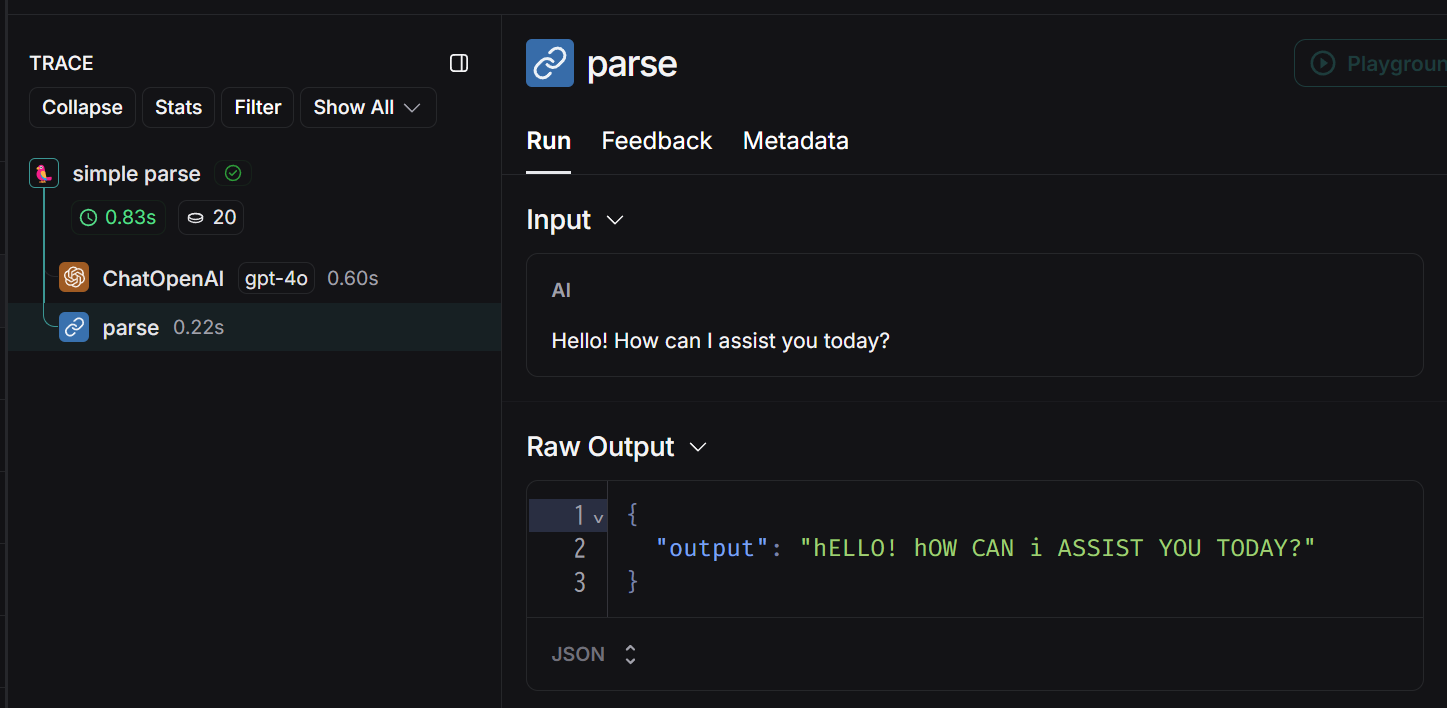 TRACE
Collapse Stats Filter Show All
simple parse
0.83s 20
ChatOpenAI gpt-4o 0.60s
parse 0.22s
parse
Playgroun
Run Feedback Metadata
Input
AI
Hello! How can I assist you today?
Raw Output
1 {
2 "output": "hELLO! hOW CAN i ASSIST YOU TODAY?"
3 }
JSON